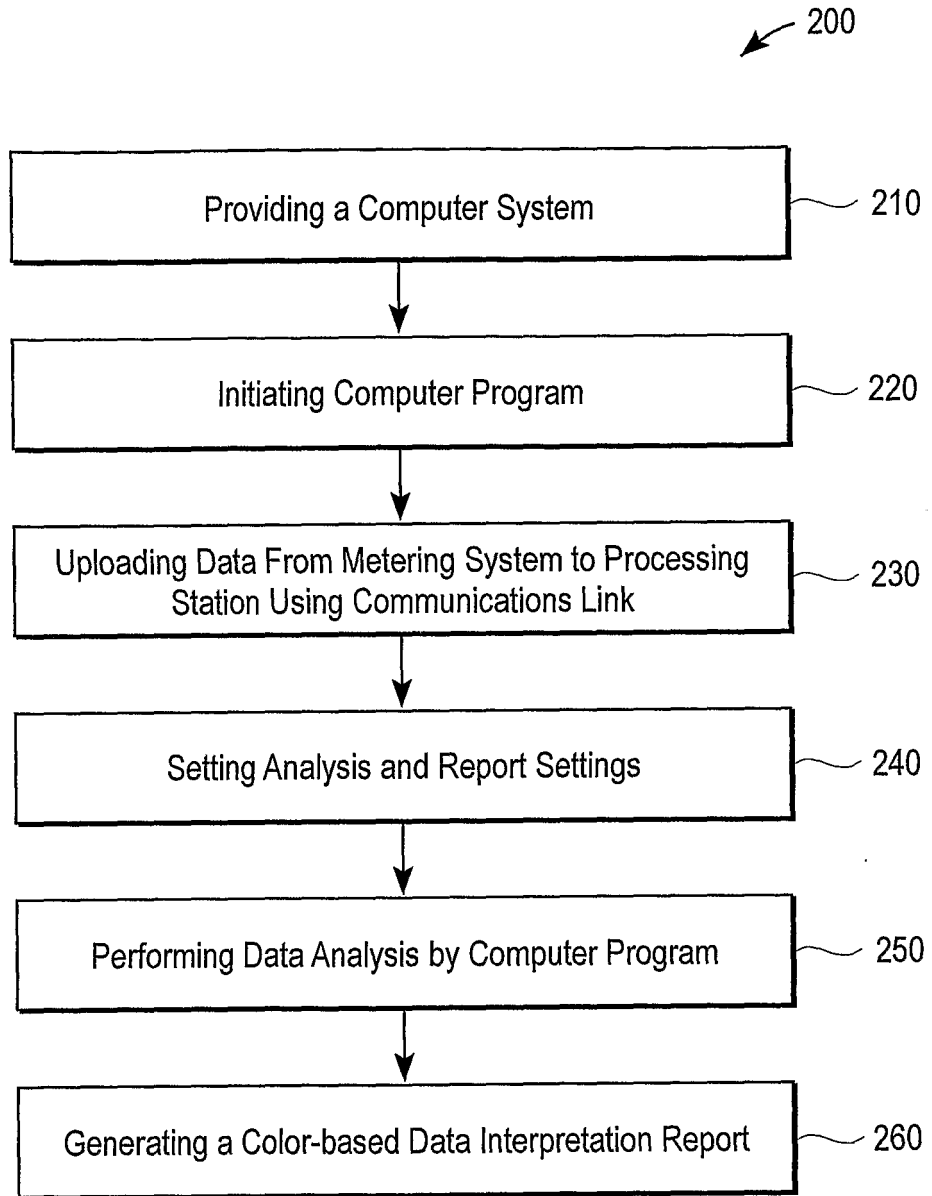 200
Providing a Computer System
210
Initiating Computer Program
220
Uploading Data From Metering System to Processing
Station Using Communications Link
230
Setting Analysis and Report Settings
240
Performing Data Analysis by Computer Program
250
Generating a Color-based Data Interpretation Report
260